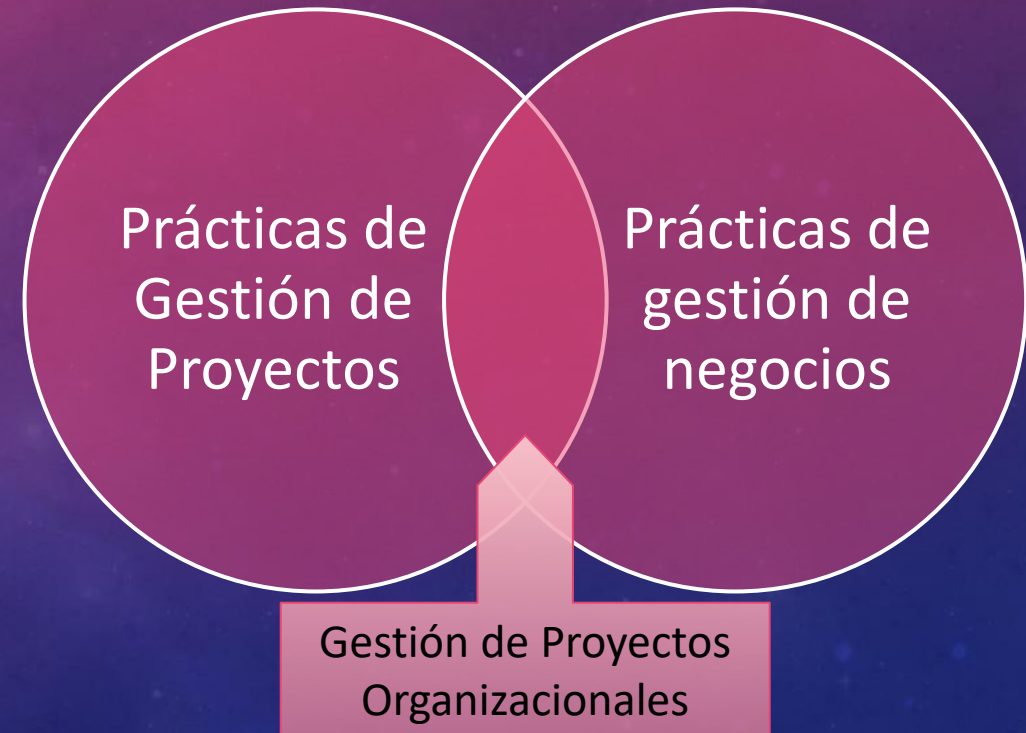 Prácticas de
Gestión de
Proyectos
Prácticas de
gestión de
negocios
Gestión de Proyectos
Organizacionales